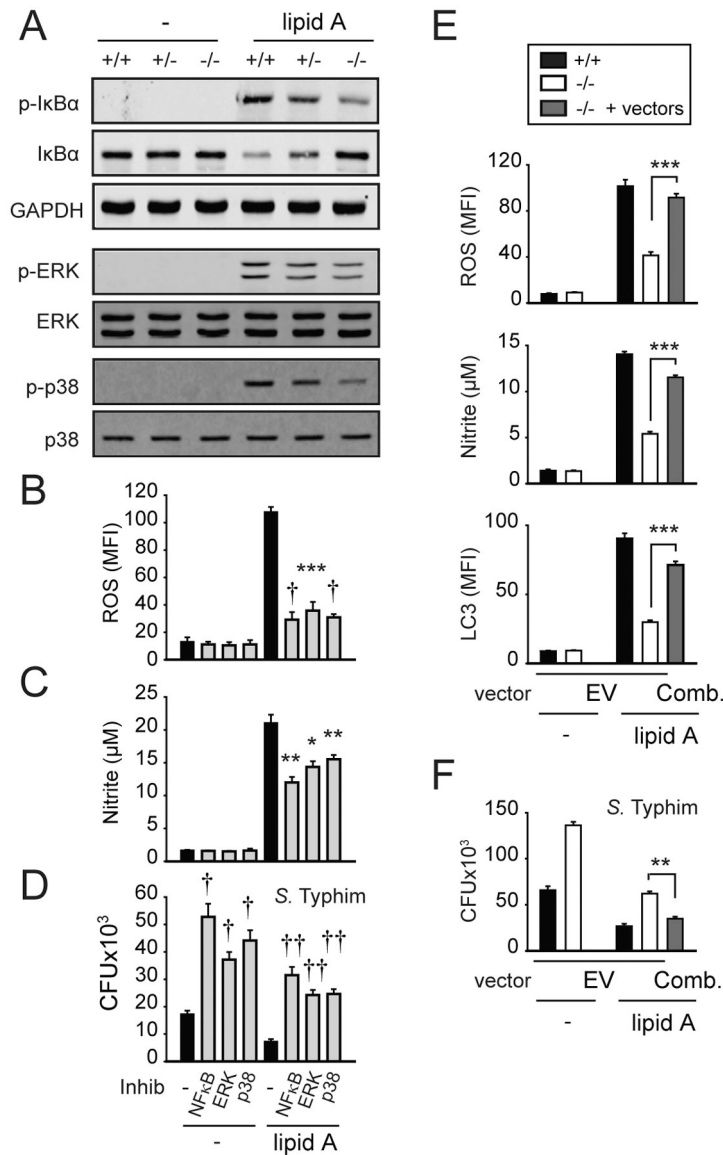 A
-
lipid A
+/+ +/- -/- +/+ +/- -/-
p-IκBα
IκBα
GAPDH
p-ERK
ERK
p-p38
p38
B
ROS (MFI)
120
100
80
60
40
20
0
***
† †
C
Nitrite (µM)
25
20
15
10
5
0
** * **
D
S. Typhim
CFUx10³
60
50
40
30
20
10
0
† † †
†† †† ††
Inhib - NFκB ERK p38 - NFκB ERK p38
- lipid A
E
+/+
-/-
-/- + vectors
ROS (MFI)
120
80
40
0
***
Nitrite (µM)
15
10
5
0
***
LC3 (MFI)
100
50
0
***
vector EV Comb.
- lipid A
F
S. Typhim
CFUx10³
150
100
50
0
**
vector EV Comb.
- lipid A